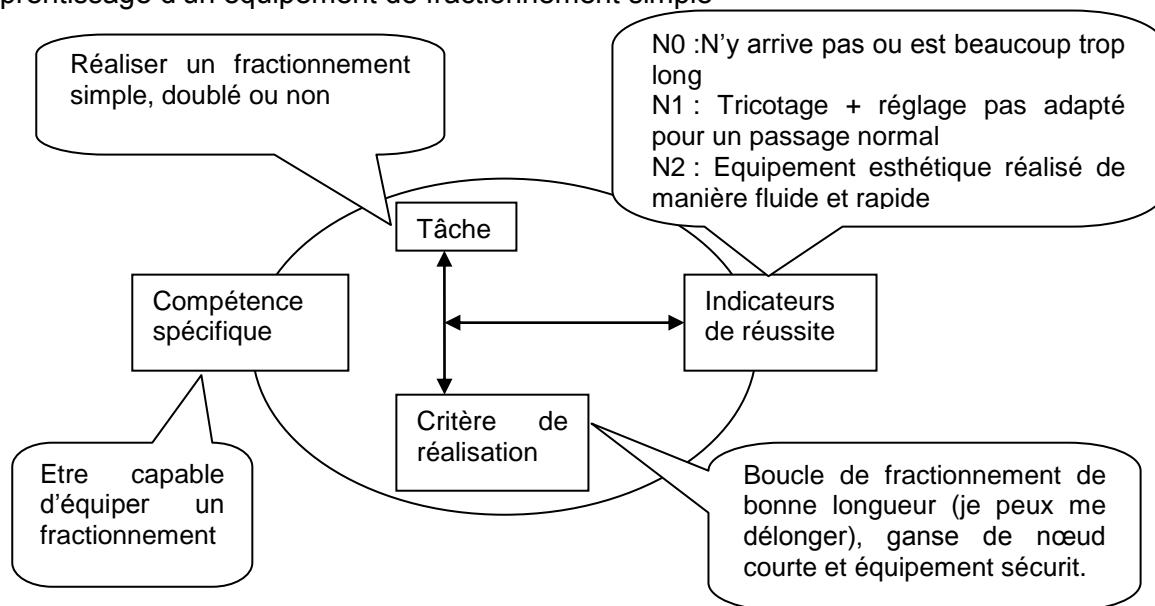 prentissage d'un équipement de fractionnement simple
Réaliser un fractionnement
simple, doublé ou non
N0 :N’y arrive pas ou est beaucoup trop
long
N1 : Tricotage + réglage pas adapté
pour un passage normal
N2 : Equipement esthétique réalisé de
manière fluide et rapide
Tâche
Compétence
spécifique
Indicateurs
de réussite
Critère de
réalisation
Etre capable
d’équiper un
fractionnement
Boucle de fractionnement de
bonne longueur (je peux me
délonger), ganse de nœud
courte et équipement sécurit.